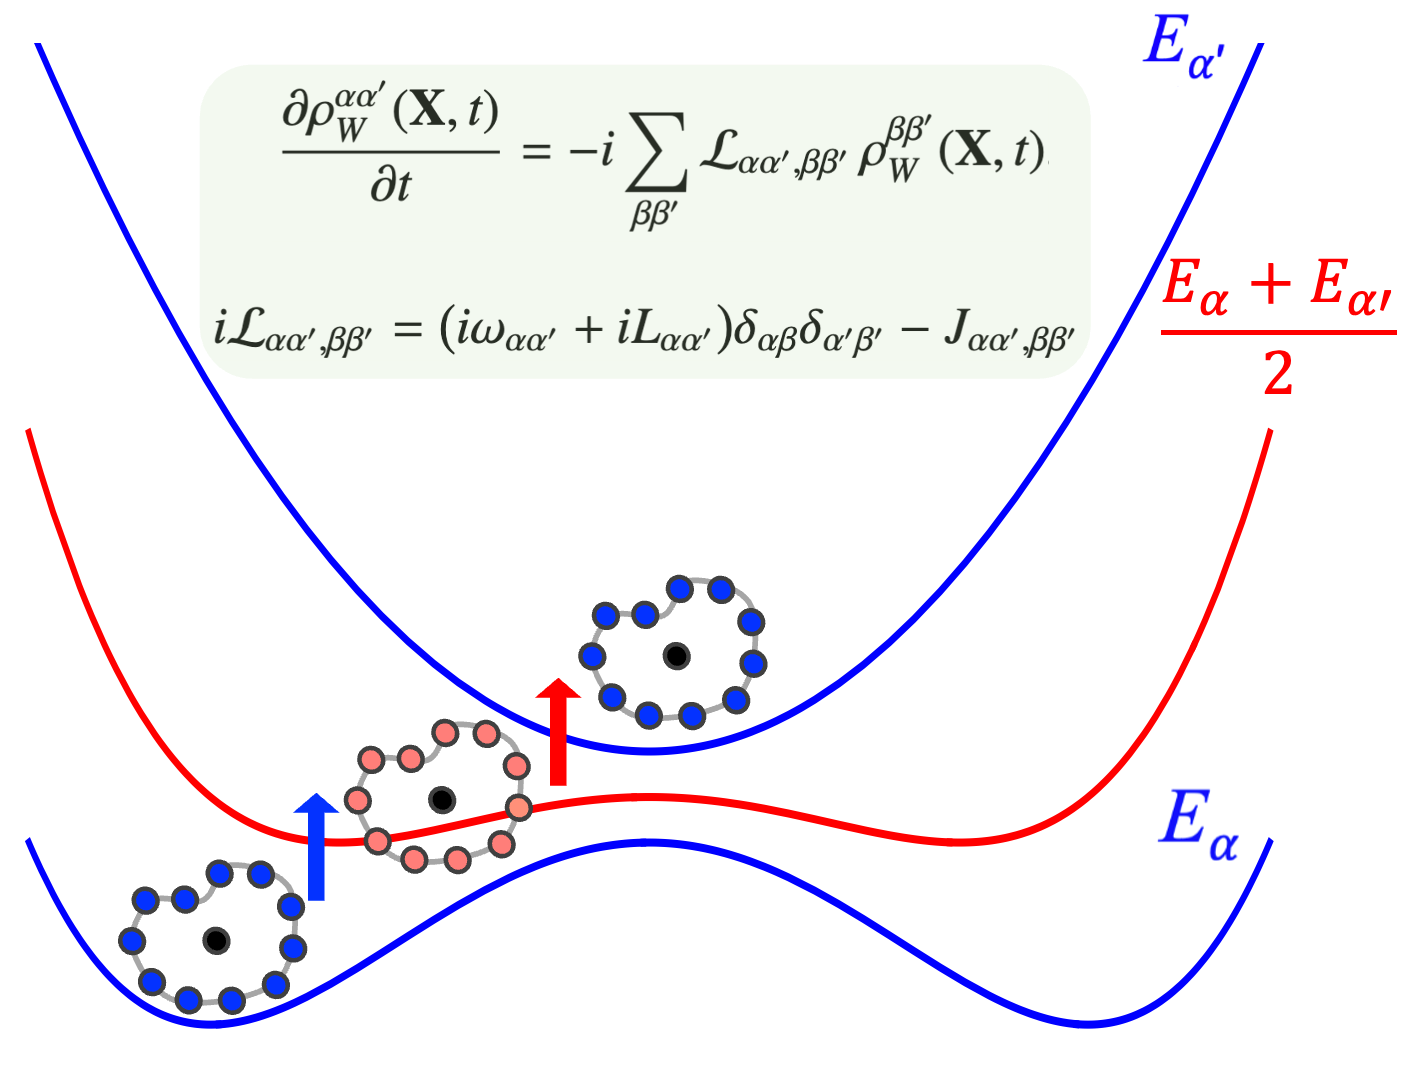 E_{α'}
∂ρ_W^{αα'}(𝐗, t) / ∂t = −i ∑_{ββ'} ℒ_{αα',ββ'} ρ_W^{ββ'}(𝐗, t).
iℒ_{αα',ββ'} = (iω_{αα'} + iL_{αα'})δ_{αβ}δ_{α'β'} − J_{αα',ββ'}
(E_α + E_{α'}) / 2
E_α